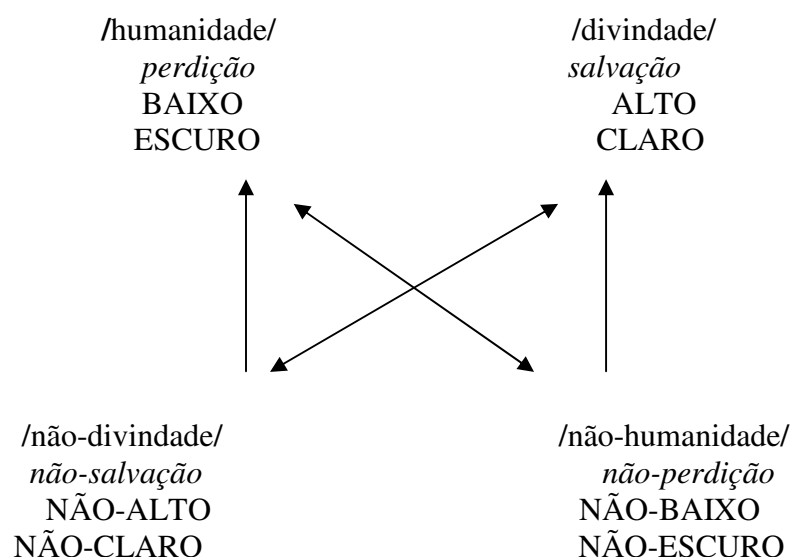 /humanidade/ /divindade/
perdição salvação
BAIXO ALTO
ESCURO CLARO
/não-divindade/ /não-humanidade/
não-salvação não-perdição
NÃO-ALTO NÃO-BAIXO
NÃO-CLARO NÃO-ESCURO